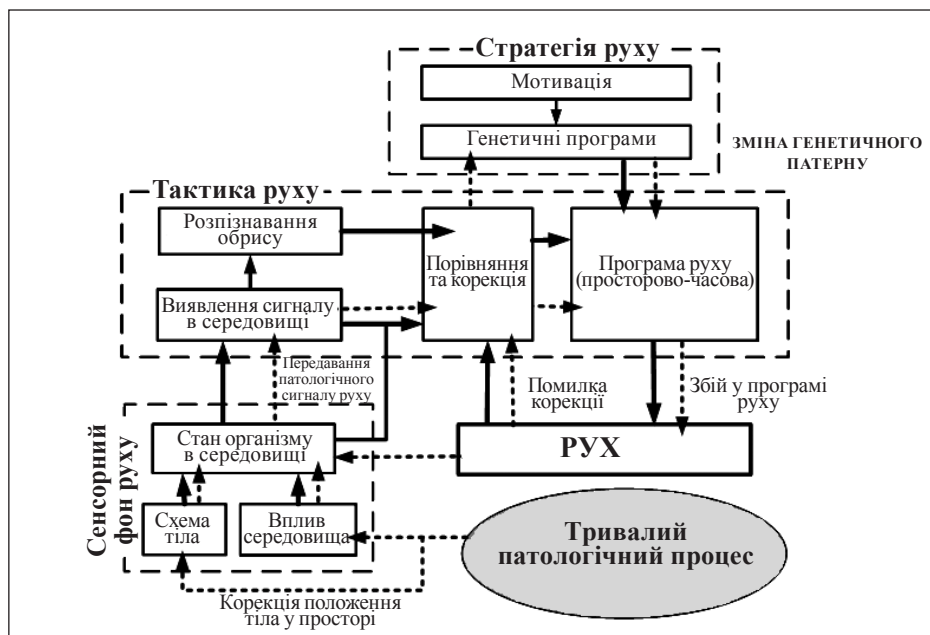 Стратегія руху
Мотивація
Генетичні програми
ЗМІНА ГЕНЕТИЧНОГО
ПАТЕРНУ
Тактика руху
Розпізнавання
обрису
Порівняння
та корекція
Програма руху
(просторово-часова)
Виявлення сигналу
в середовищі
Передавання
патологічного
сигналу руху
Помилка
корекції
Збій у програмі
руху
Сенсорний
фон руху
Стан організму
в середовищі
РУХ
Схема
тіла
Вплив
середовища
Тривалий
патологічний процес
Корекція положення
тіла у просторі